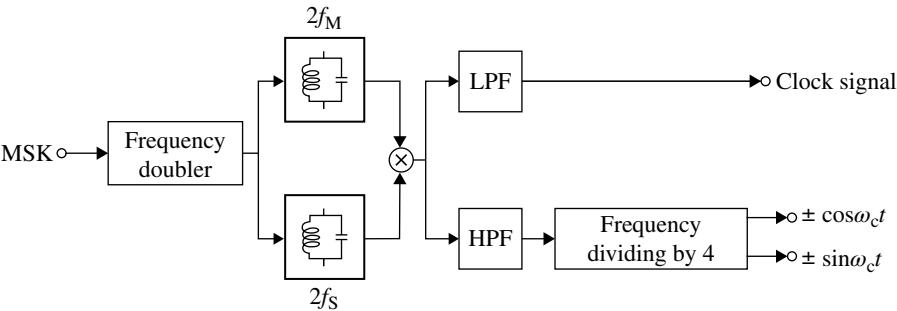 2f_M
LPF
Clock signal
MSK
Frequency
doubler
×
HPF
Frequency
dividing by 4
± cosω_ct
± sinω_ct
2f_S